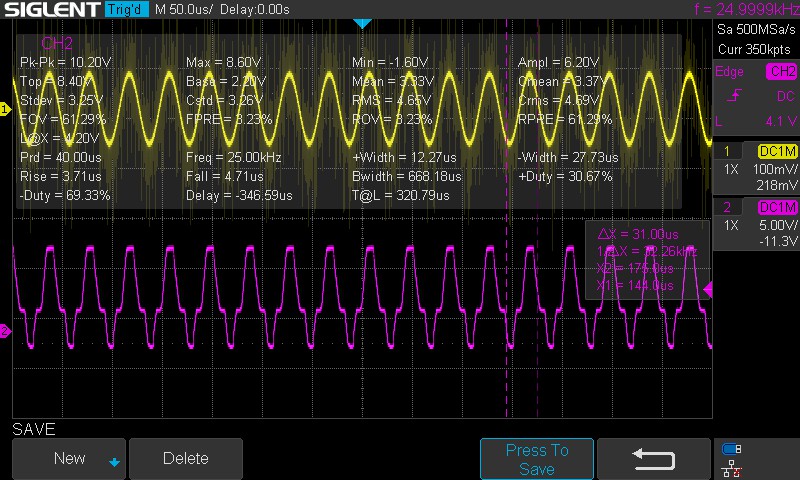 SIGLENT Trig'd M 50.0us/ Delay:0.00s f = 24.9999kHz
Sa 500MSa/s
Curr 350kpts
CH2
Pk-Pk = 10.20V Max = 8.60V Min = -1.60V Ampl = 6.20V
Top = 8.40V Base = 2.20V Mean = 3.33V Cmean = 3.37V
Stdev = 3.25V Cstd = 3.26V RMS = 4.65V Crms = 4.69V
FOV = 61.29% FPRE = 3.23% ROV = 3.23% RPRE = 61.29%
L@X = 4.20V
Prd = 40.00us Freq = 25.00kHz +Width = 12.27us -Width = 27.73us
Rise = 3.71us Fall = 4.71us Bwidth = 668.18us +Duty = 30.67%
-Duty = 69.33% Delay = -346.59us T@L = 320.79us
Edge CH2
DC
L 4.1 V
1 DC1M
1X 100mV/
218mV
2 DC1M
1X 5.00V/
-11.3V
1
2
△X = 31.00us
1/△X = 32.26kHz
X2 = 175.0us
X1 = 144.0us
SAVE
New Delete Press To
Save